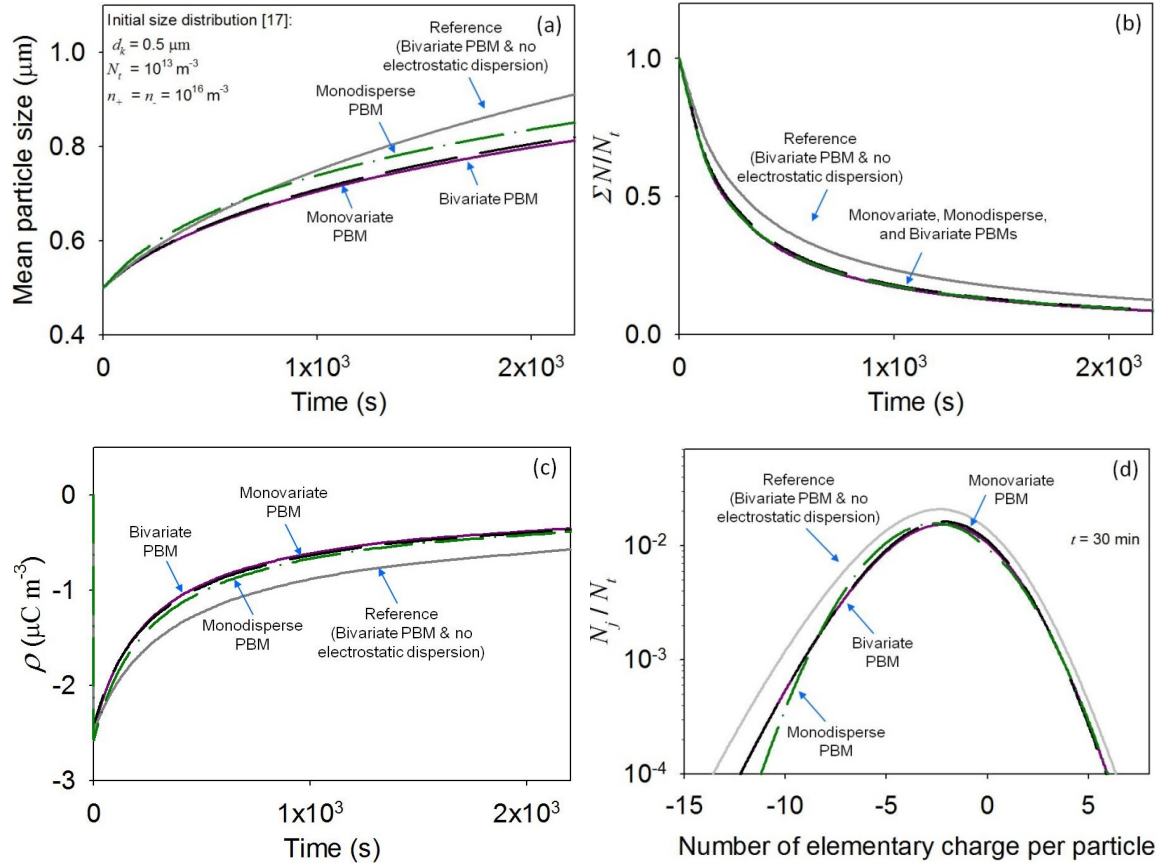 (a)
Initial size distribution [17]:
d_k = 0.5 μm
N_t = 10^13 m^-3
n_+ = n_- = 10^16 m^-3
Reference
(Bivariate PBM & no
electrostatic dispersion)
Monodisperse
PBM
Bivariate PBM
Monovariate
PBM
Mean particle size (μm)
1.0
0.8
0.6
0.4
0
1x10^3
2x10^3
Time (s)
(b)
Reference
(Bivariate PBM & no
electrostatic dispersion)
Monovariate, Monodisperse,
and Bivariate PBMs
ΣN/N_t
1.0
0.5
0.0
0
1x10^3
2x10^3
Time (s)
(c)
Monovariate
PBM
Bivariate
PBM
Monodisperse
PBM
Reference
(Bivariate PBM & no
electrostatic dispersion)
ρ (μC m^-3)
0
-1
-2
-3
0
1x10^3
2x10^3
Time (s)
(d)
Reference
(Bivariate PBM & no
electrostatic dispersion)
Monovariate
PBM
t = 30 min
Bivariate
PBM
Monodisperse
PBM
N_j / N_t
10^-2
10^-3
10^-4
-15
-10
-5
0
5
Number of elementary charge per particle